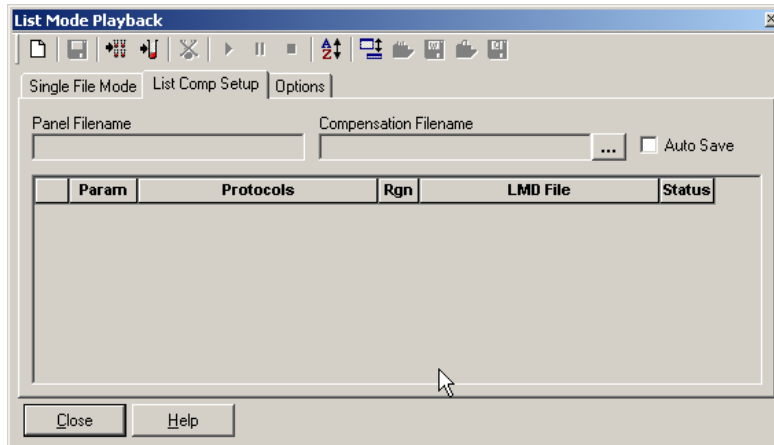 List Mode Playback
Single File Mode List Comp Setup Options
Panel Filename Compensation Filename
... Auto Save
Param Protocols Rgn LMD File Status
Close Help